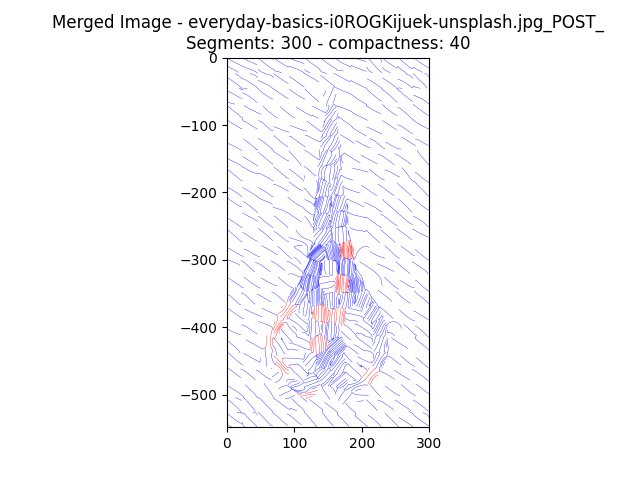 Merged Image - everyday-basics-i0ROGKijuek-unsplash.jpg_POST_
Segments: 300 - compactness: 40
0
−100
−200
−300
−400
−500
0 100 200 300